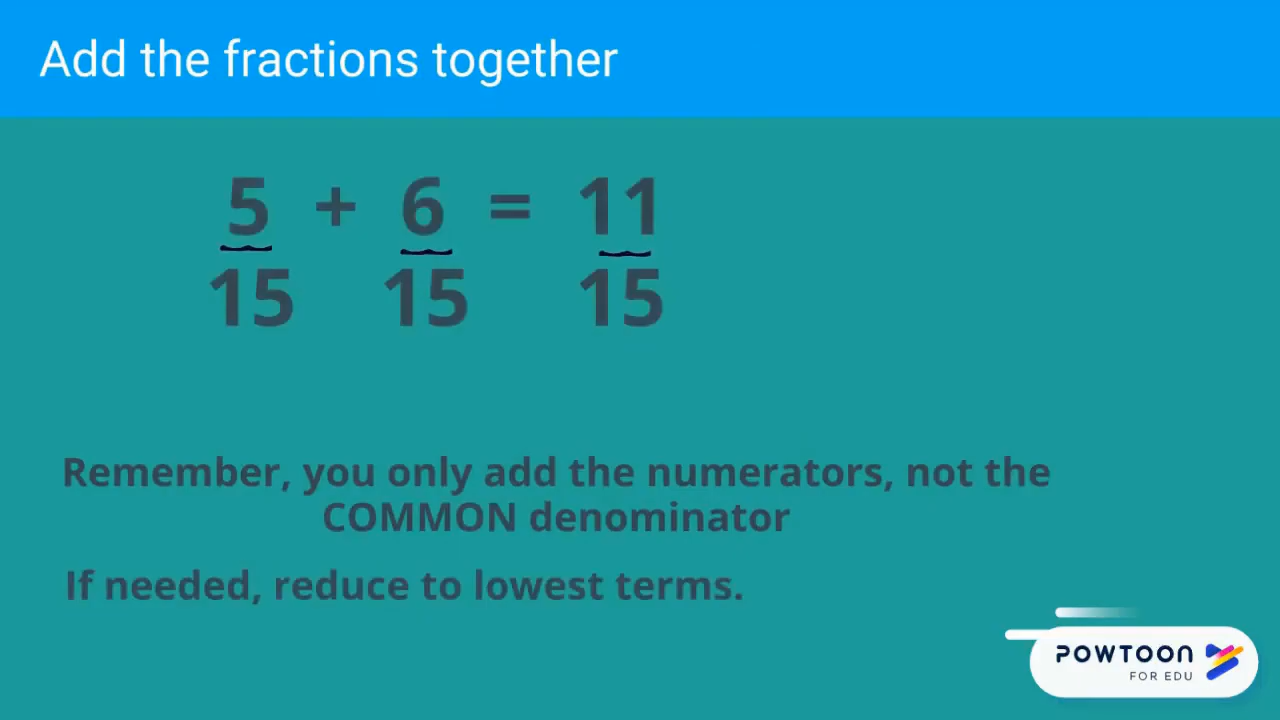 Add the fractions together
5 + 6 = 11
15 15 15
Remember, you only add the numerators, not the
COMMON denominator
If needed, reduce to lowest terms.
POWTOON
FOR EDU